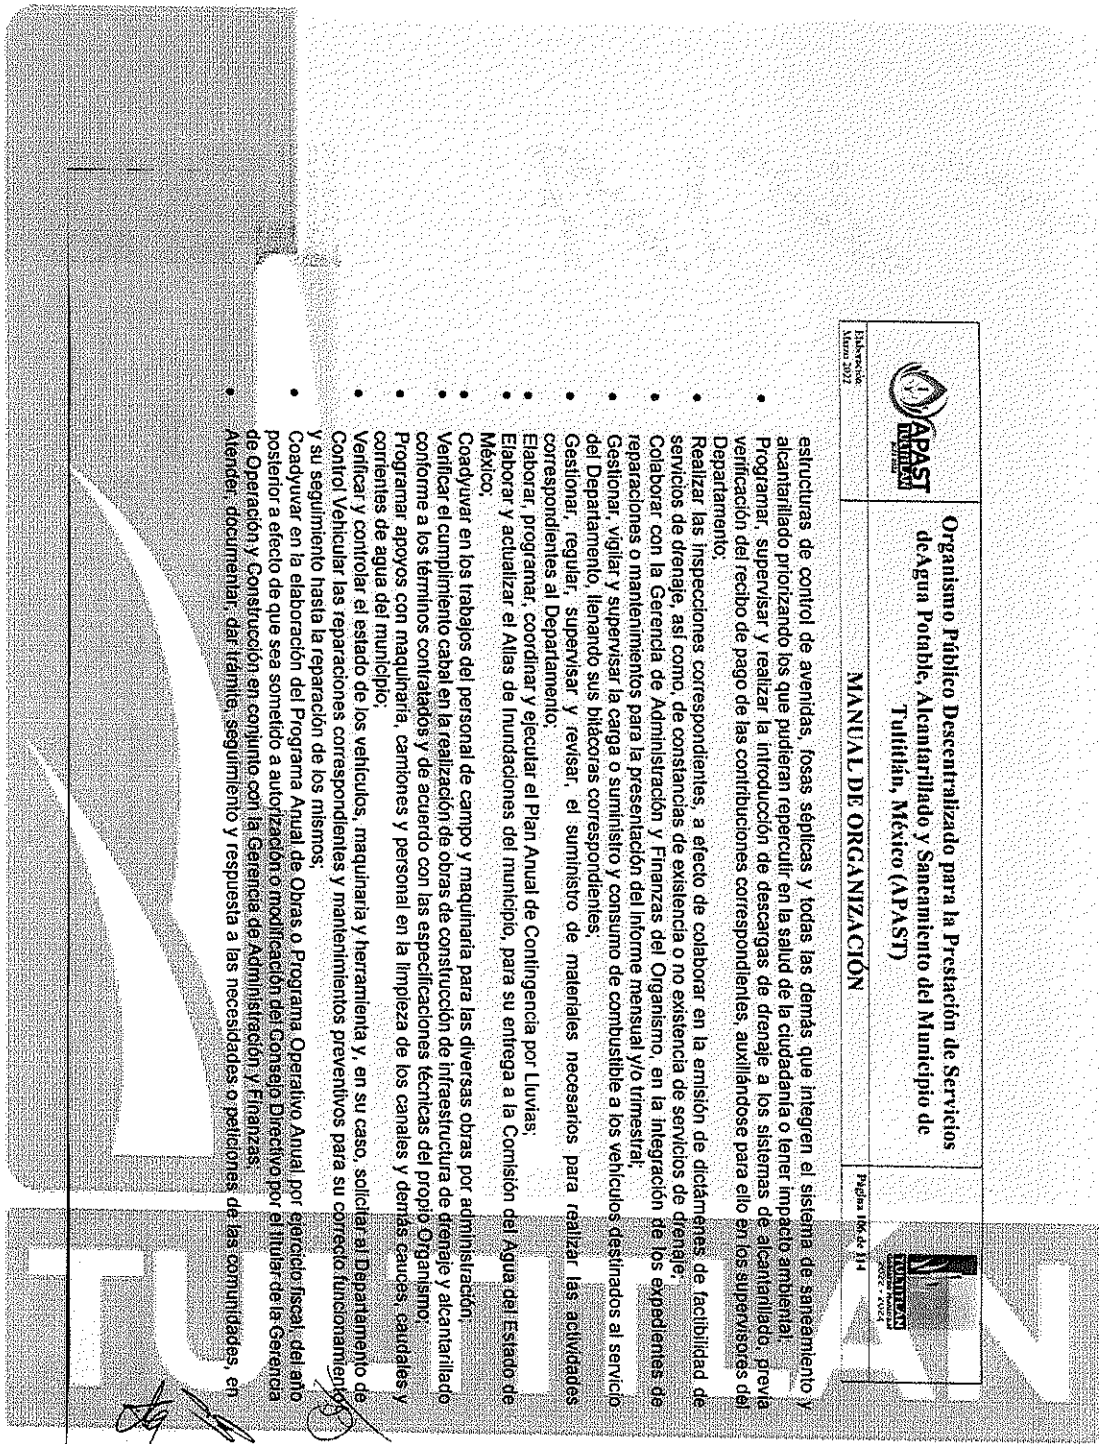 APAST
TULTITLÁN
Organismo Público Descentralizado para la Prestación de Servicios
de Agua Potable, Alcantarillado y Saneamiento del Municipio de
Tultitlán, México (APAST)
TULTITLÁN
2022 - 2024
Elaboración
Marzo 2022
MANUAL DE ORGANIZACIÓN
Página 106 de 114
estructuras de control de avenidas, fosas sépticas y todas las demás que integren el sistema de saneamiento y
alcantarillado priorizando los que pudieran repercutir en la salud de la ciudadanía o tener impacto ambiental;
• Programar, supervisar y realizar la introducción de descargas de drenaje a los sistemas de alcantarillado, previa
verificación del recibo de pago de las contribuciones correspondientes, auxiliándose para ello en los supervisores del
Departamento;
• Realizar las inspecciones correspondientes, a efecto de colaborar en la emisión de dictámenes de factibilidad de
servicios de drenaje, así como, de constancias de existencia o no existencia de servicios de drenaje;
• Colaborar con la Gerencia de Administración y Finanzas del Organismo, en la integración de los expedientes de
reparaciones o mantenimientos para la presentación del informe mensual y/o trimestral;
• Gestionar, vigilar y supervisar la carga o suministro y consumo de combustible a los vehículos destinados al servicio
del Departamento, llenando sus bitácoras correspondientes;
• Gestionar, regular, supervisar y revisar, el suministro de materiales necesarios para realizar las actividades
correspondientes al Departamento;
• Elaborar, programar, coordinar y ejecutar el Plan Anual de Contingencia por Lluvias;
• Elaborar y actualizar el Atlas de Inundaciones del municipio, para su entrega a la Comisión del Agua del Estado de
México;
• Coadyuvar en los trabajos del personal de campo y maquinaria para las diversas obras por administración;
• Verificar el cumplimiento cabal en la realización de obras de construcción de infraestructura de drenaje y alcantarillado
conforme a los términos contratados y de acuerdo con las especificaciones técnicas del propio Organismo;
• Programar apoyos con maquinaria, camiones y personal en la limpieza de los canales y demás cauces, caudales y
corrientes de agua del municipio;
• Verificar y controlar el estado de los vehículos, maquinaria y herramienta y, en su caso, solicitar al Departamento de
Control Vehicular las reparaciones correspondientes y mantenimientos preventivos para su correcto funcionamiento
y su seguimiento hasta la reparación de los mismos;
• Coadyuvar en la elaboración del Programa Anual de Obras o Programa Operativo Anual por ejercicio fiscal, del año
posterior a efecto de que sea sometido a autorización o modificación del Consejo Directivo por el titular de la Gerencia
de Operación y Construcción en conjunto con la Gerencia de Administración y Finanzas;
• Atender, documentar, dar trámite, seguimiento y respuesta a las necesidades o peticiones de las comunidades, en
TULTITLÁN